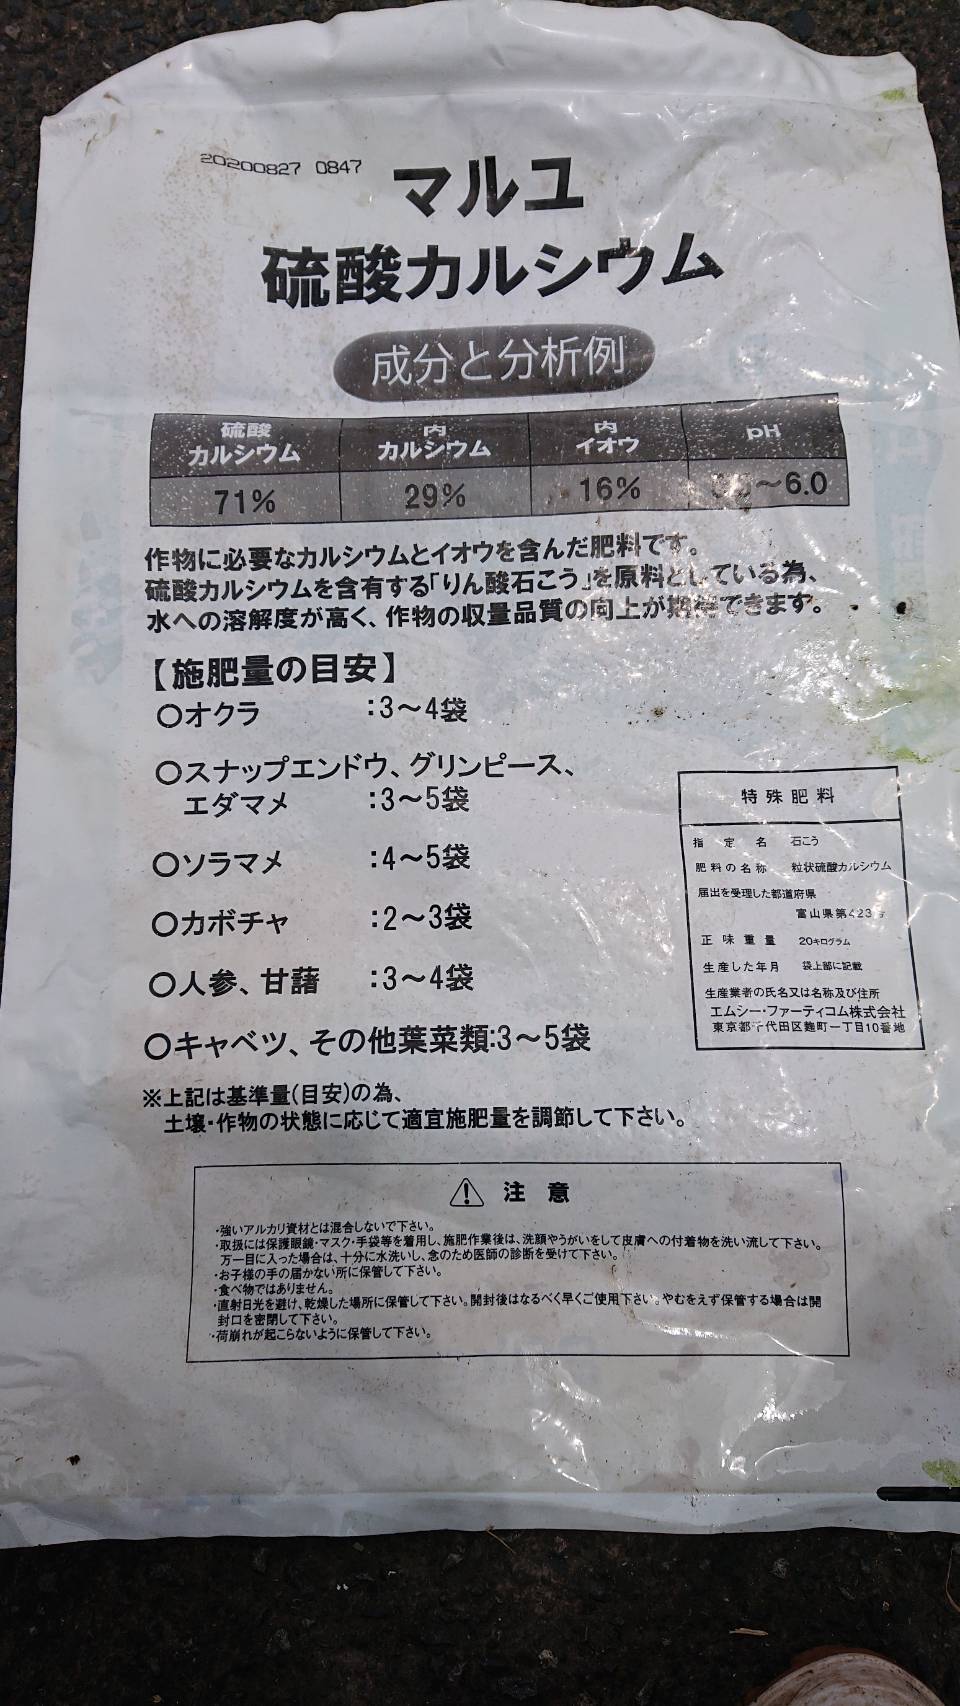 20200827 0847
マルユ
硫酸カルシウム
成分と分析例
硫酸カルシウム 内カルシウム 内イオウ pH
71% 29% 16% ～6.0
作物に必要なカルシウムとイオウを含んだ肥料です。
硫酸カルシウムを含有する「りん酸石こう」を原料としている為、
水への溶解度が高く、作物の収量品質の向上が期待できます。
【施肥量の目安】
○オクラ :3～4袋
○スナップエンドウ、グリンピース、
エダマメ :3～5袋
○ソラマメ :4～5袋
○カボチャ :2～3袋
○人参、甘藷 :3～4袋
○キャベツ、その他葉菜類:3～5袋
※上記は基準量(目安)の為、
土壌・作物の状態に応じて適宜施肥量を調節して下さい。
特殊肥料
指定名 石こう
肥料の名称 粒状硫酸カルシウム
届出を受理した都道府県
富山県第423号
正味重量 20キログラム
生産した年月 袋上部に記載
生産業者の氏名又は名称及び住所
エムシー・ファーティコム株式会社
東京都千代田区麹町一丁目10番地
注意
・強いアルカリ資材とは混合しないで下さい。
・取扱には保護眼鏡・マスク・手袋等を着用し、施肥作業後は、洗顔やうがいをして皮膚への付着物を洗い流して下さい。
万一目に入った場合は、十分に水洗いし、念のため医師の診断を受けて下さい。
・お子様の手の届かない所に保管して下さい。
・食べ物ではありません。
・直射日光を避け、乾燥した場所に保管して下さい。開封後はなるべく早くご使用下さい。やむをえず保管する場合は開
封口を密閉して下さい。
・荷崩れが起こらないように保管して下さい。